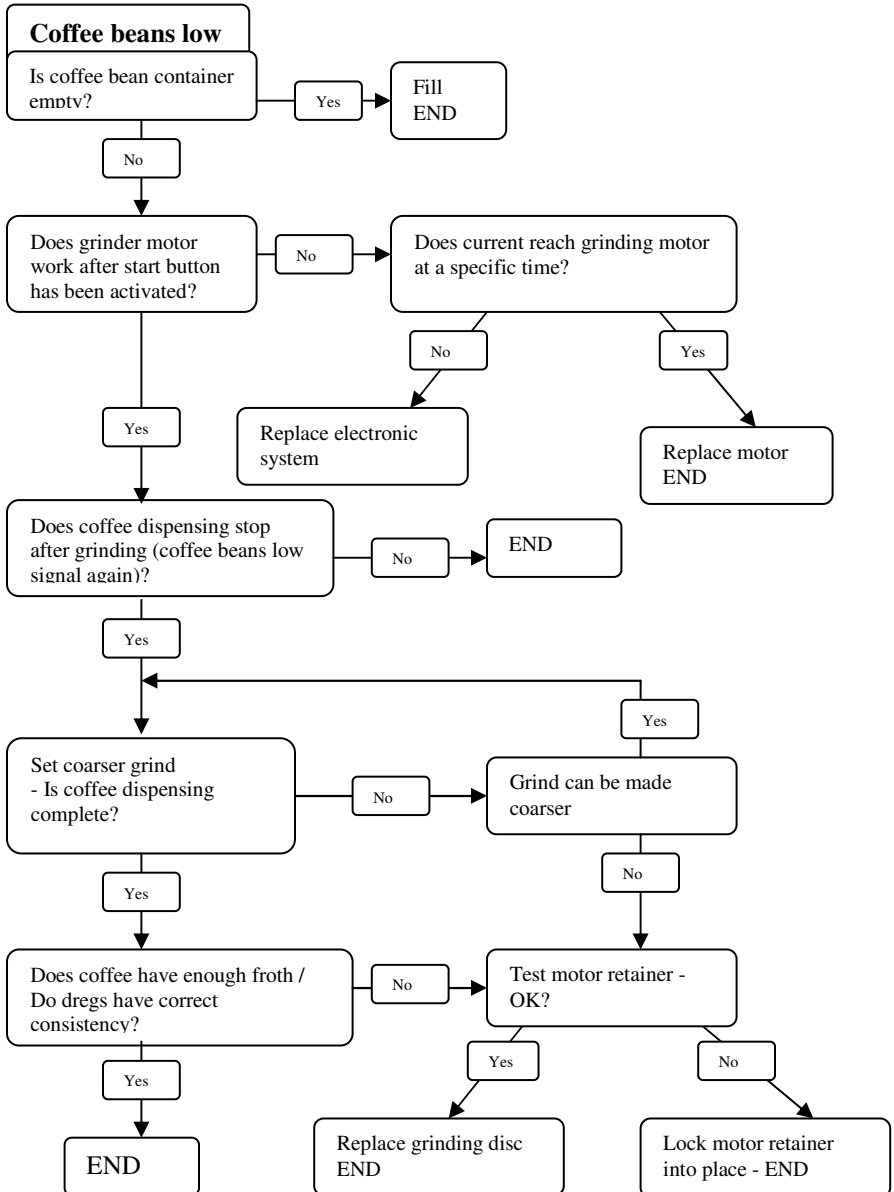 Coffee beans low
Is coffee bean container
empty?
Yes
Fill
END
No
Does grinder motor
work after start button
has been activated?
No
Does current reach grinding motor
at a specific time?
No
Yes
Yes
Replace electronic
system
Replace motor
END
Does coffee dispensing stop
after grinding (coffee beans low
signal again)?
No
END
Yes
Yes
Set coarser grind
- Is coffee dispensing
complete?
No
Grind can be made
coarser
Yes
No
Does coffee have enough froth /
Do dregs have correct
consistency?
No
Test motor retainer -
OK?
Yes
Yes
No
END
Replace grinding disc
END
Lock motor retainer
into place - END